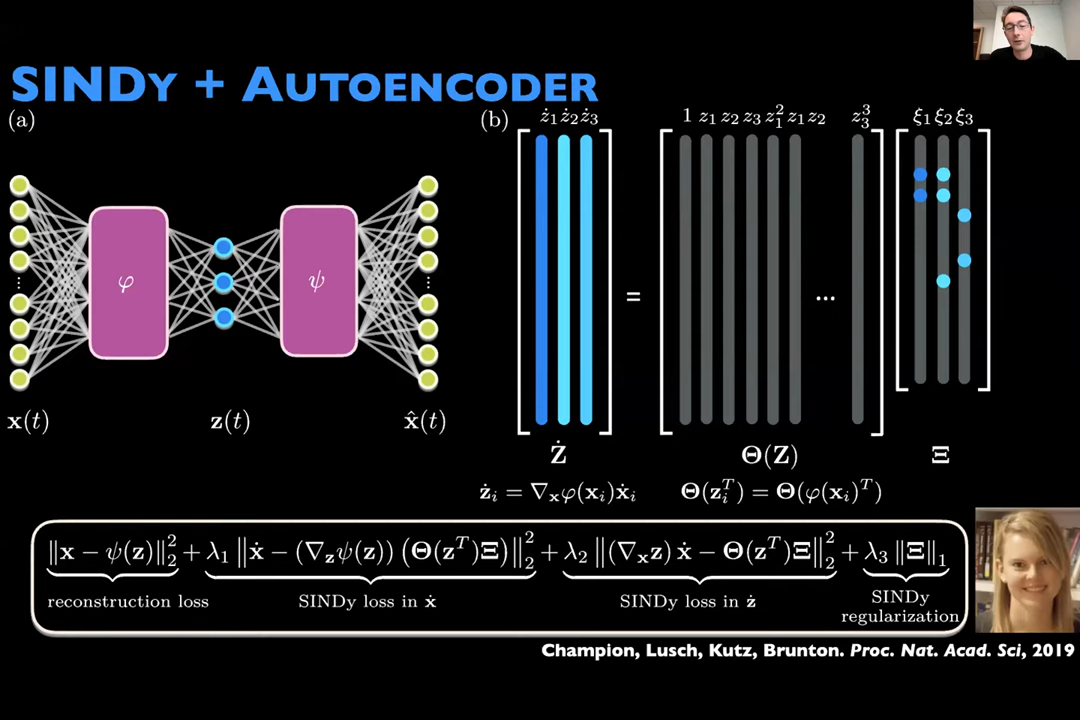 SINDy + Autoencoder
(a)
φ
ψ
⋮
⋮
x(t)
z(t)
x̂(t)
(b)
ż₁ ż₂ ż₃
1 z₁ z₂ z₃ z₁² z₁z₂
z₃³
ξ₁ ξ₂ ξ₃
=
...
Ż
Θ(Z)
Ξ
żᵢ = ∇ₓφ(xᵢ)ẋᵢ
Θ(zᵢᵀ) = Θ(φ(xᵢ)ᵀ)
‖x − ψ(z)‖₂² + λ₁ ‖ẋ − (∇_zψ(z)) (Θ(zᵀ)Ξ)‖₂² + λ₂ ‖(∇ₓz) ẋ − Θ(zᵀ)Ξ‖₂² + λ₃ ‖Ξ‖₁
reconstruction loss
SINDy loss in ẋ
SINDy loss in ż
SINDy
regularization
Champion, Lusch, Kutz, Brunton. Proc. Nat. Acad. Sci, 2019